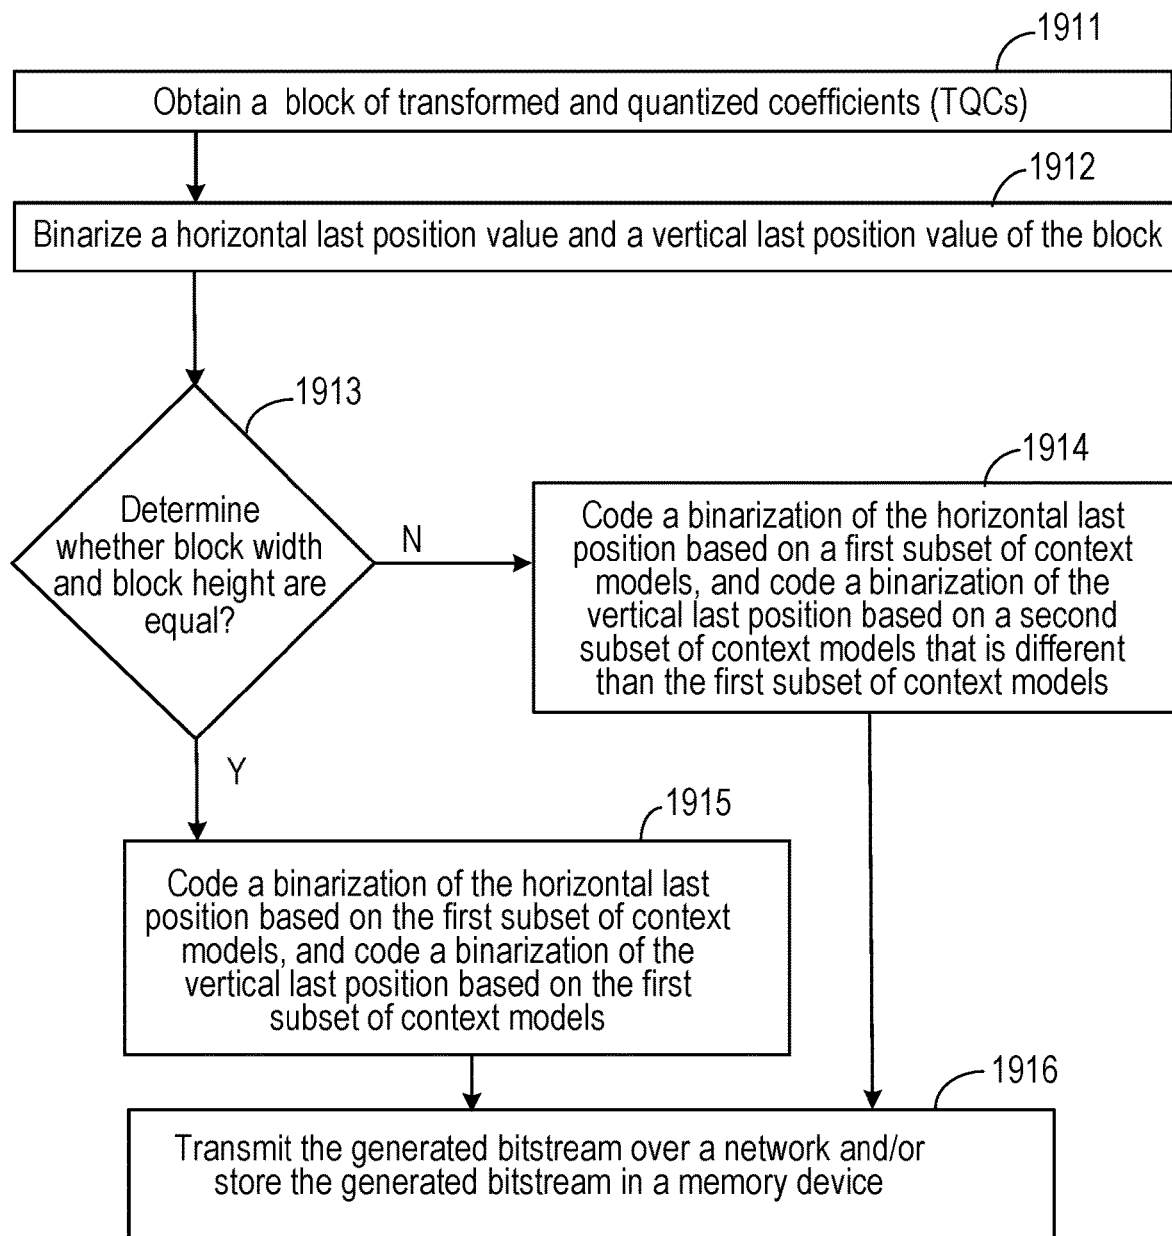 1911
Obtain a block of transformed and quantized coefficients (TQCs)
1912
Binarize a horizontal last position value and a vertical last position value of the block
1913
Determine
whether block width
and block height are
equal?
N
1914
Code a binarization of the horizontal last
position based on a first subset of context
models, and code a binarization of the
vertical last position based on a second
subset of context models that is different
than the first subset of context models
Y
1915
Code a binarization of the horizontal last
position based on the first subset of context
models, and code a binarization of the
vertical last position based on the first
subset of context models
1916
Transmit the generated bitstream over a network and/or
store the generated bitstream in a memory device